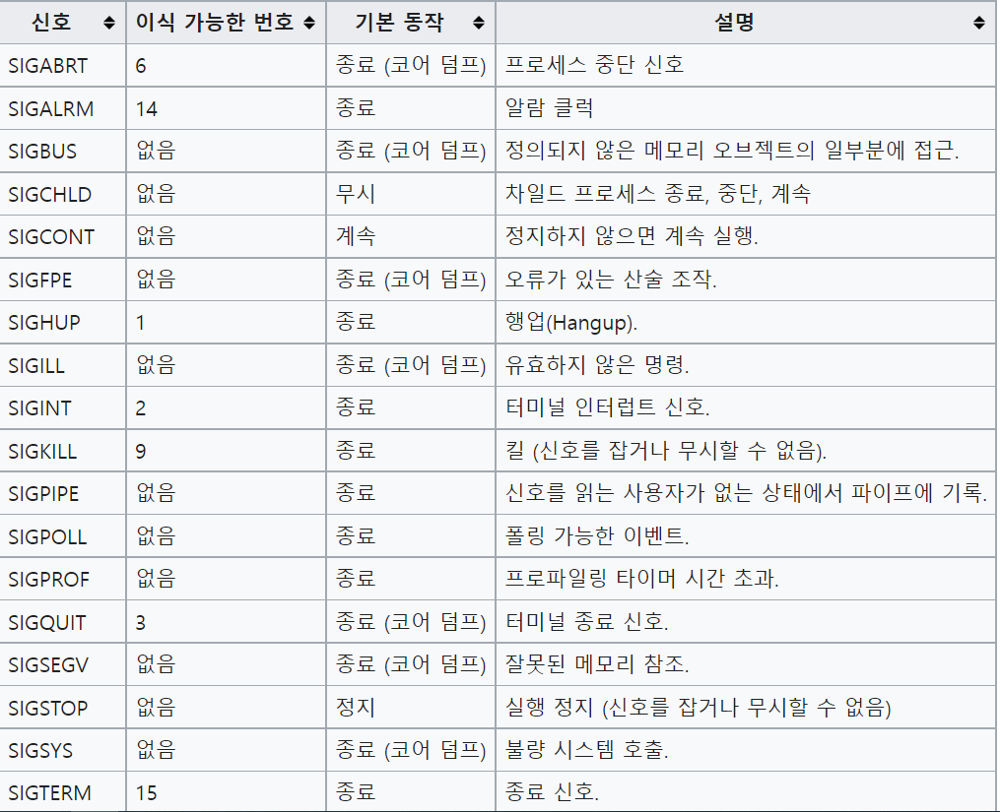 신호 이식 가능한 번호 기본 동작 설명
SIGABRT 6 종료 (코어 덤프) 프로세스 중단 신호
SIGALRM 14 종료 알람 클럭
SIGBUS 없음 종료 (코어 덤프) 정의되지 않은 메모리 오브젝트의 일부분에 접근.
SIGCHLD 없음 무시 차일드 프로세스 종료, 중단, 계속
SIGCONT 없음 계속 정지하지 않으면 계속 실행.
SIGFPE 없음 종료 (코어 덤프) 오류가 있는 산술 조작.
SIGHUP 1 종료 행업(Hangup).
SIGILL 없음 종료 (코어 덤프) 유효하지 않은 명령.
SIGINT 2 종료 터미널 인터럽트 신호.
SIGKILL 9 종료 킬 (신호를 잡거나 무시할 수 없음).
SIGPIPE 없음 종료 신호를 읽는 사용자가 없는 상태에서 파이프에 기록.
SIGPOLL 없음 종료 폴링 가능한 이벤트.
SIGPROF 없음 종료 프로파일링 타이머 시간 초과.
SIGQUIT 3 종료 (코어 덤프) 터미널 종료 신호.
SIGSEGV 없음 종료 (코어 덤프) 잘못된 메모리 참조.
SIGSTOP 없음 정지 실행 정지 (신호를 잡거나 무시할 수 없음)
SIGSYS 없음 종료 (코어 덤프) 불량 시스템 호출.
SIGTERM 15 종료 종료 신호.